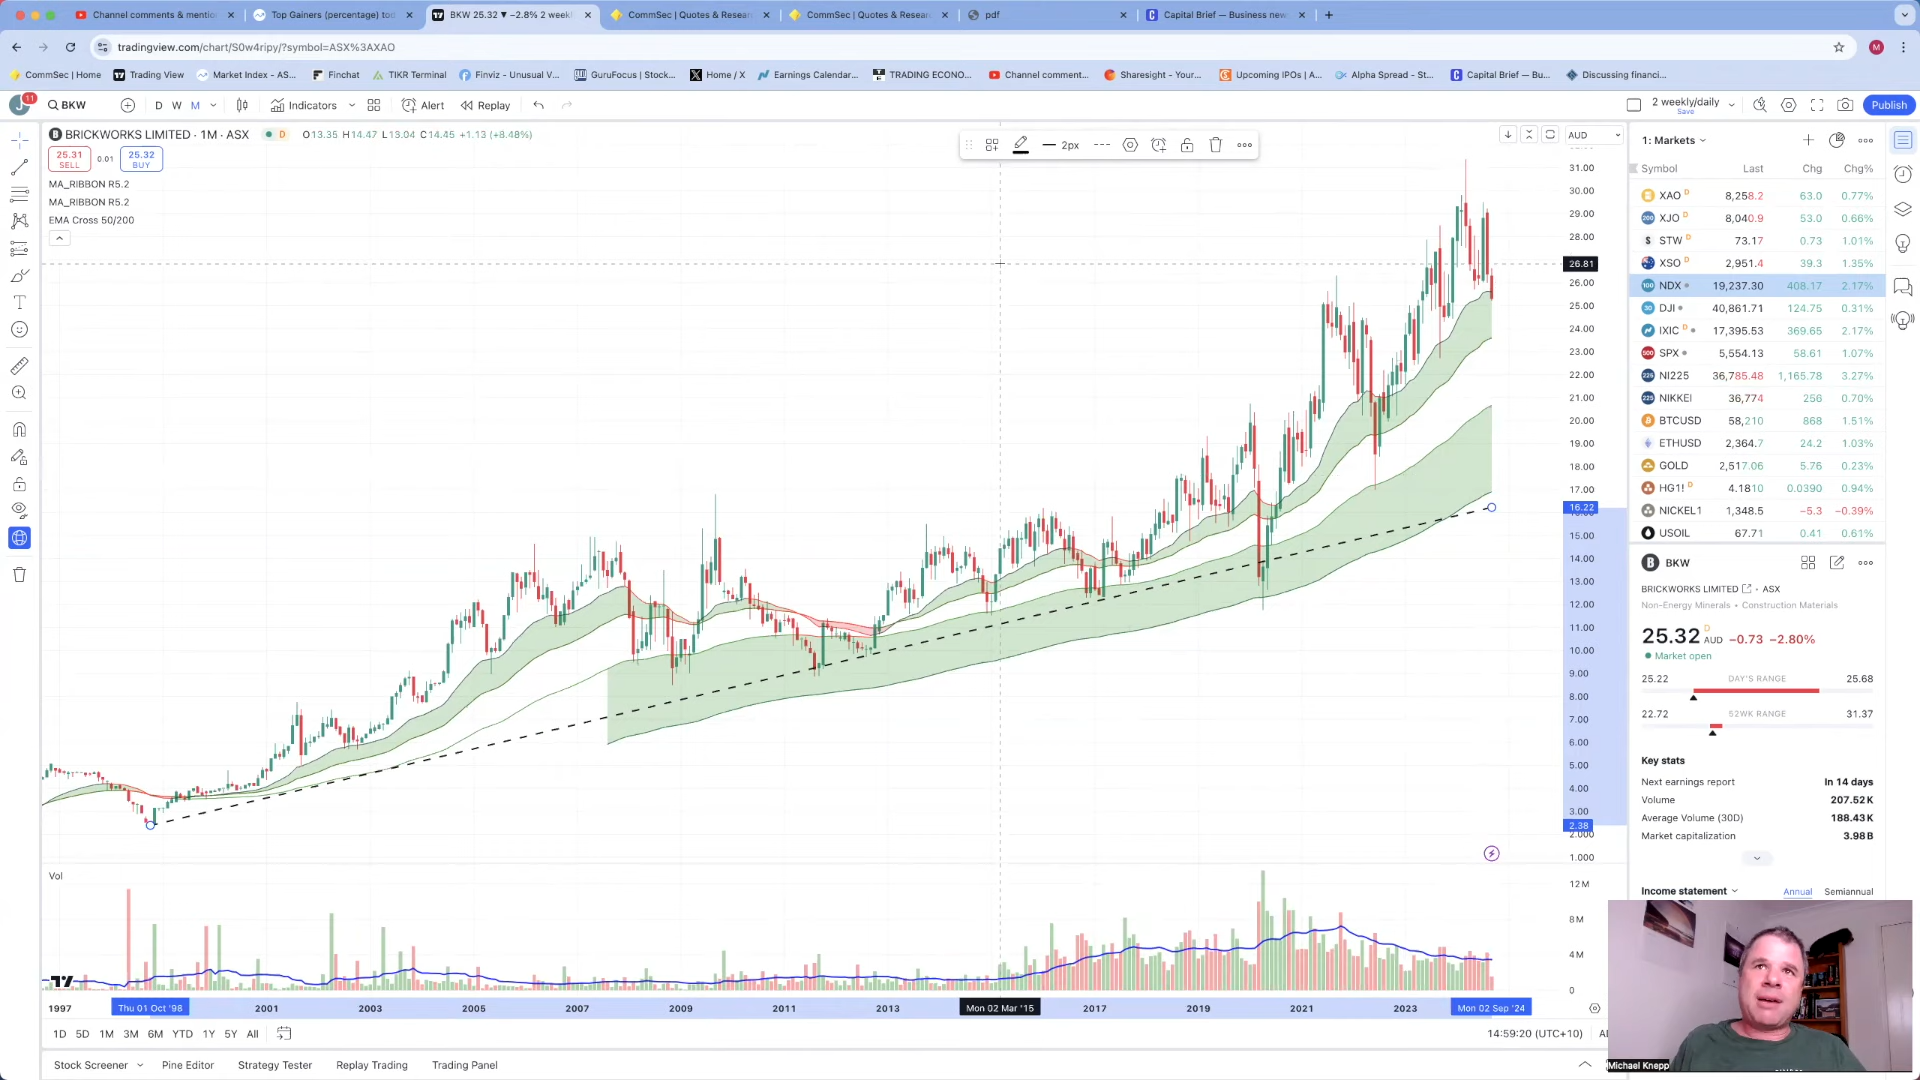 Channel comments & mentio
Top Gainers (percentage) tod
BKW 25.32 ▼ −2.8% 2 week
CommSec | Quotes & Resear
CommSec | Quotes & Resear
pdf
Capital Brief — Business new
tradingview.com/chart/S0w4ripy/?symbol=ASX%3AXAO
M
CommSec | Home
Trading View
Market Index - AS...
Finchat
TIKR Terminal
Finviz - Unusual V...
GuruFocus | Stock...
Home / X
Earnings Calendar...
TRADING ECONO...
Channel comment...
Sharesight - Your...
Upcoming IPOs | A...
Alpha Spread - St...
Capital Brief — Bu...
Discussing financi...
J 11
BKW
D W M
Indicators
Alert
Replay
2 weekly/daily
Save
Publish
BRICKWORKS LIMITED · 1M · ASX
D
O13.35 H14.47 L13.04 C14.45 +1.13 (+8.48%)
25.31
SELL
0.01
25.32
BUY
MA_RIBBON R5.2
MA_RIBBON R5.2
EMA Cross 50/200
2px
AUD
31.00
30.00
29.00
28.00
26.81
26.00
25.00
24.00
23.00
22.00
21.00
20.00
19.00
18.00
17.00
16.22
15.00
14.00
13.00
12.00
11.00
10.00
9.00
8.00
7.00
6.00
5.00
4.00
3.00
2.38
2.000
1.000
Vol
12 M
8 M
4 M
0
1997
Thu 01 Oct '98
2001
2003
2005
2007
2009
2011
2013
Mon 02 Mar '15
2017
2019
2021
2023
Mon 02 Sep '24
1D 5D 1M 3M 6M YTD 1Y 5Y All
14:59:20 (UTC+10)
Stock Screener
Pine Editor
Strategy Tester
Replay Trading
Trading Panel
1: Markets
Symbol Last Chg Chg%
XAO D 8,258.2 63.0 0.77%
XJO D 8,040.9 53.0 0.66%
STW D 73.17 0.73 1.01%
XSO D 2,951.4 39.3 1.35%
NDX 19,237.30 408.17 2.17%
DJI 40,861.71 124.75 0.31%
IXIC D 17,395.53 369.65 2.17%
SPX 5,554.13 58.61 1.07%
NI225 36,785.48 1,165.78 3.27%
NIKKEI 36,774 256 0.70%
BTCUSD 58,210 868 1.51%
ETHUSD 2,364.7 24.2 1.03%
GOLD 2,517.06 5.76 0.23%
HG1! D 4.1810 0.0390 0.94%
NICKEL1 1,348.5 −5.3 −0.39%
USOIL 67.71 0.41 0.61%
B BKW
BRICKWORKS LIMITED · ASX
Non-Energy Minerals • Construction Materials
25.32 D AUD −0.73 −2.80%
Market open
25.22 DAY'S RANGE 25.68
22.72 52WK RANGE 31.37
Key stats
Next earnings report In 14 days
Volume 207.52 K
Average Volume (30D) 188.43 K
Market capitalization 3.98 B
Income statement Annual Semiannual
Michael Knepp